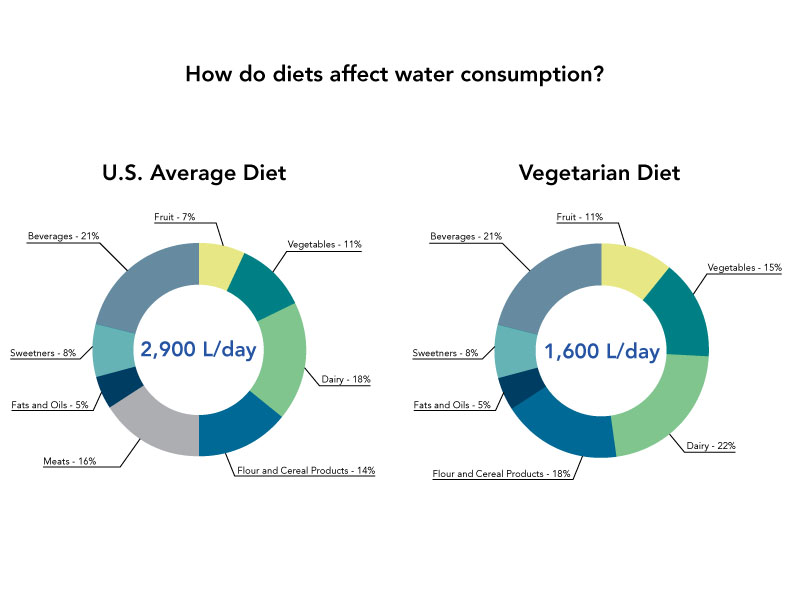 How do diets affect water consumption?
U.S. Average Diet
Fruit - 7%
Beverages - 21%
Vegetables - 11%
Sweetners - 8%
2,900 L/day
Dairy - 18%
Fats and Oils - 5%
Meats - 16%
Flour and Cereal Products - 14%
Vegetarian Diet
Fruit - 11%
Beverages - 21%
Vegetables - 15%
Sweetners - 8%
1,600 L/day
Fats and Oils - 5%
Dairy - 22%
Flour and Cereal Products - 18%